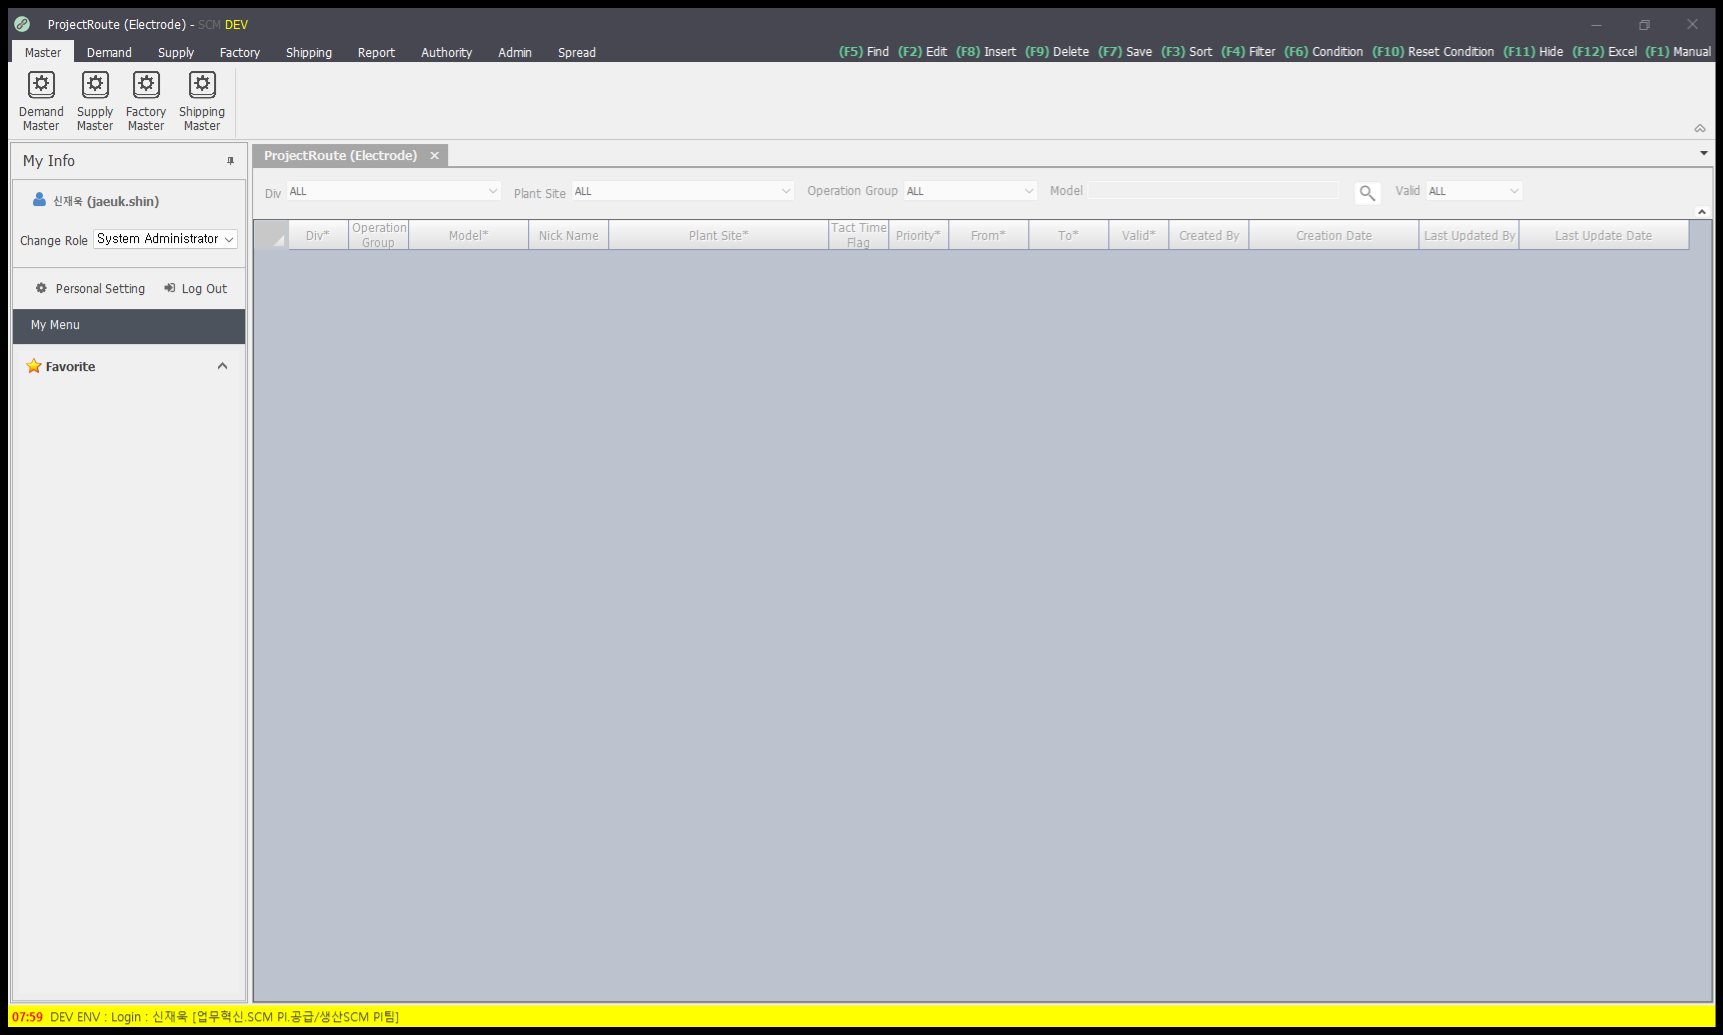 ProjectRoute (Electrode) - SCM DEV
Master Demand Supply Factory Shipping Report Authority Admin Spread
(F5) Find (F2) Edit (F8) Insert (F9) Delete (F7) Save (F3) Sort (F4) Filter (F6) Condition (F10) Reset Condition (F11) Hide (F12) Excel (F1) Manual
Demand Master
Supply Master
Factory Master
Shipping Master
My Info
신재욱 (jaeuk.shin)
Change Role System Administrator
Personal Setting Log Out
My Menu
Favorite
ProjectRoute (Electrode)
Div ALL Plant Site ALL Operation Group ALL Model Valid ALL
Div* Operation Group Model* Nick Name Plant Site* Tact Time Flag Priority* From* To* Valid* Created By Creation Date Last Updated By Last Update Date
07:59 DEV ENV : Login : 신재욱 [업무혁신.SCM PI.공급/생산SCM PI팀]